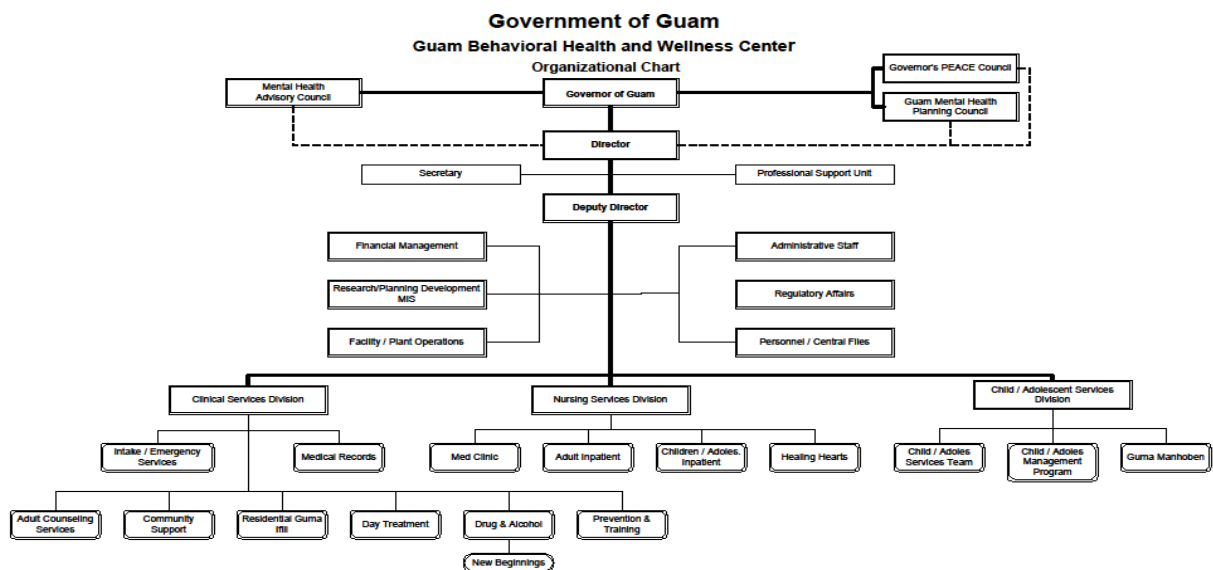 Government of Guam
Guam Behavioral Health and Wellness Center
Organizational Chart
Mental Health
Advisory Council
Governor of Guam
Governor's PEACE Council
Guam Mental Health
Planning Council
Director
Secretary
Professional Support Unit
Deputy Director
Financial Management
Administrative Staff
Research/Planning Development
MIS
Regulatory Affairs
Facility / Plant Operations
Personnel / Central Files
Clinical Services Division
Nursing Services Division
Child / Adolescent Services
Division
Intake / Emergency
Services
Medical Records
Med Clinic
Adult Inpatient
Children / Adoles.
Inpatient
Healing Hearts
Child / Adoles
Services Team
Child / Adoles
Management
Program
Guma Manhoben
Adult Counseling
Services
Community
Support
Residential Guma
Ifill
Day Treatment
Drug & Alcohol
Prevention &
Training
New Beginnings